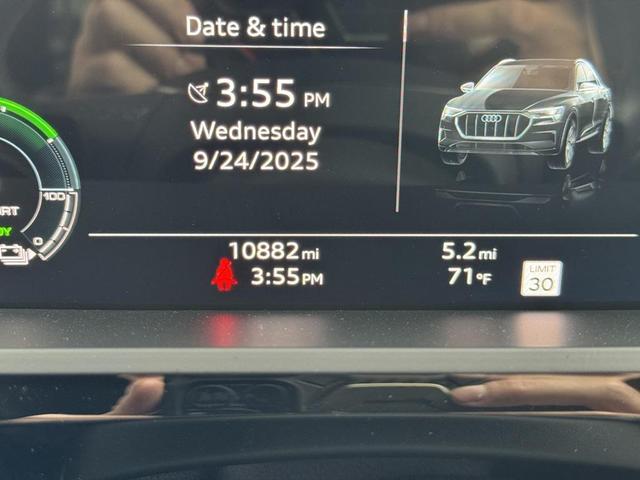 Date & time
3:55 PM
Wednesday
9/24/2025
100
0
10882 mi
5.2 mi
3:55 PM
71 °F
LIMIT
30